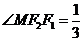 ∠MF₂F₁ = 1/3